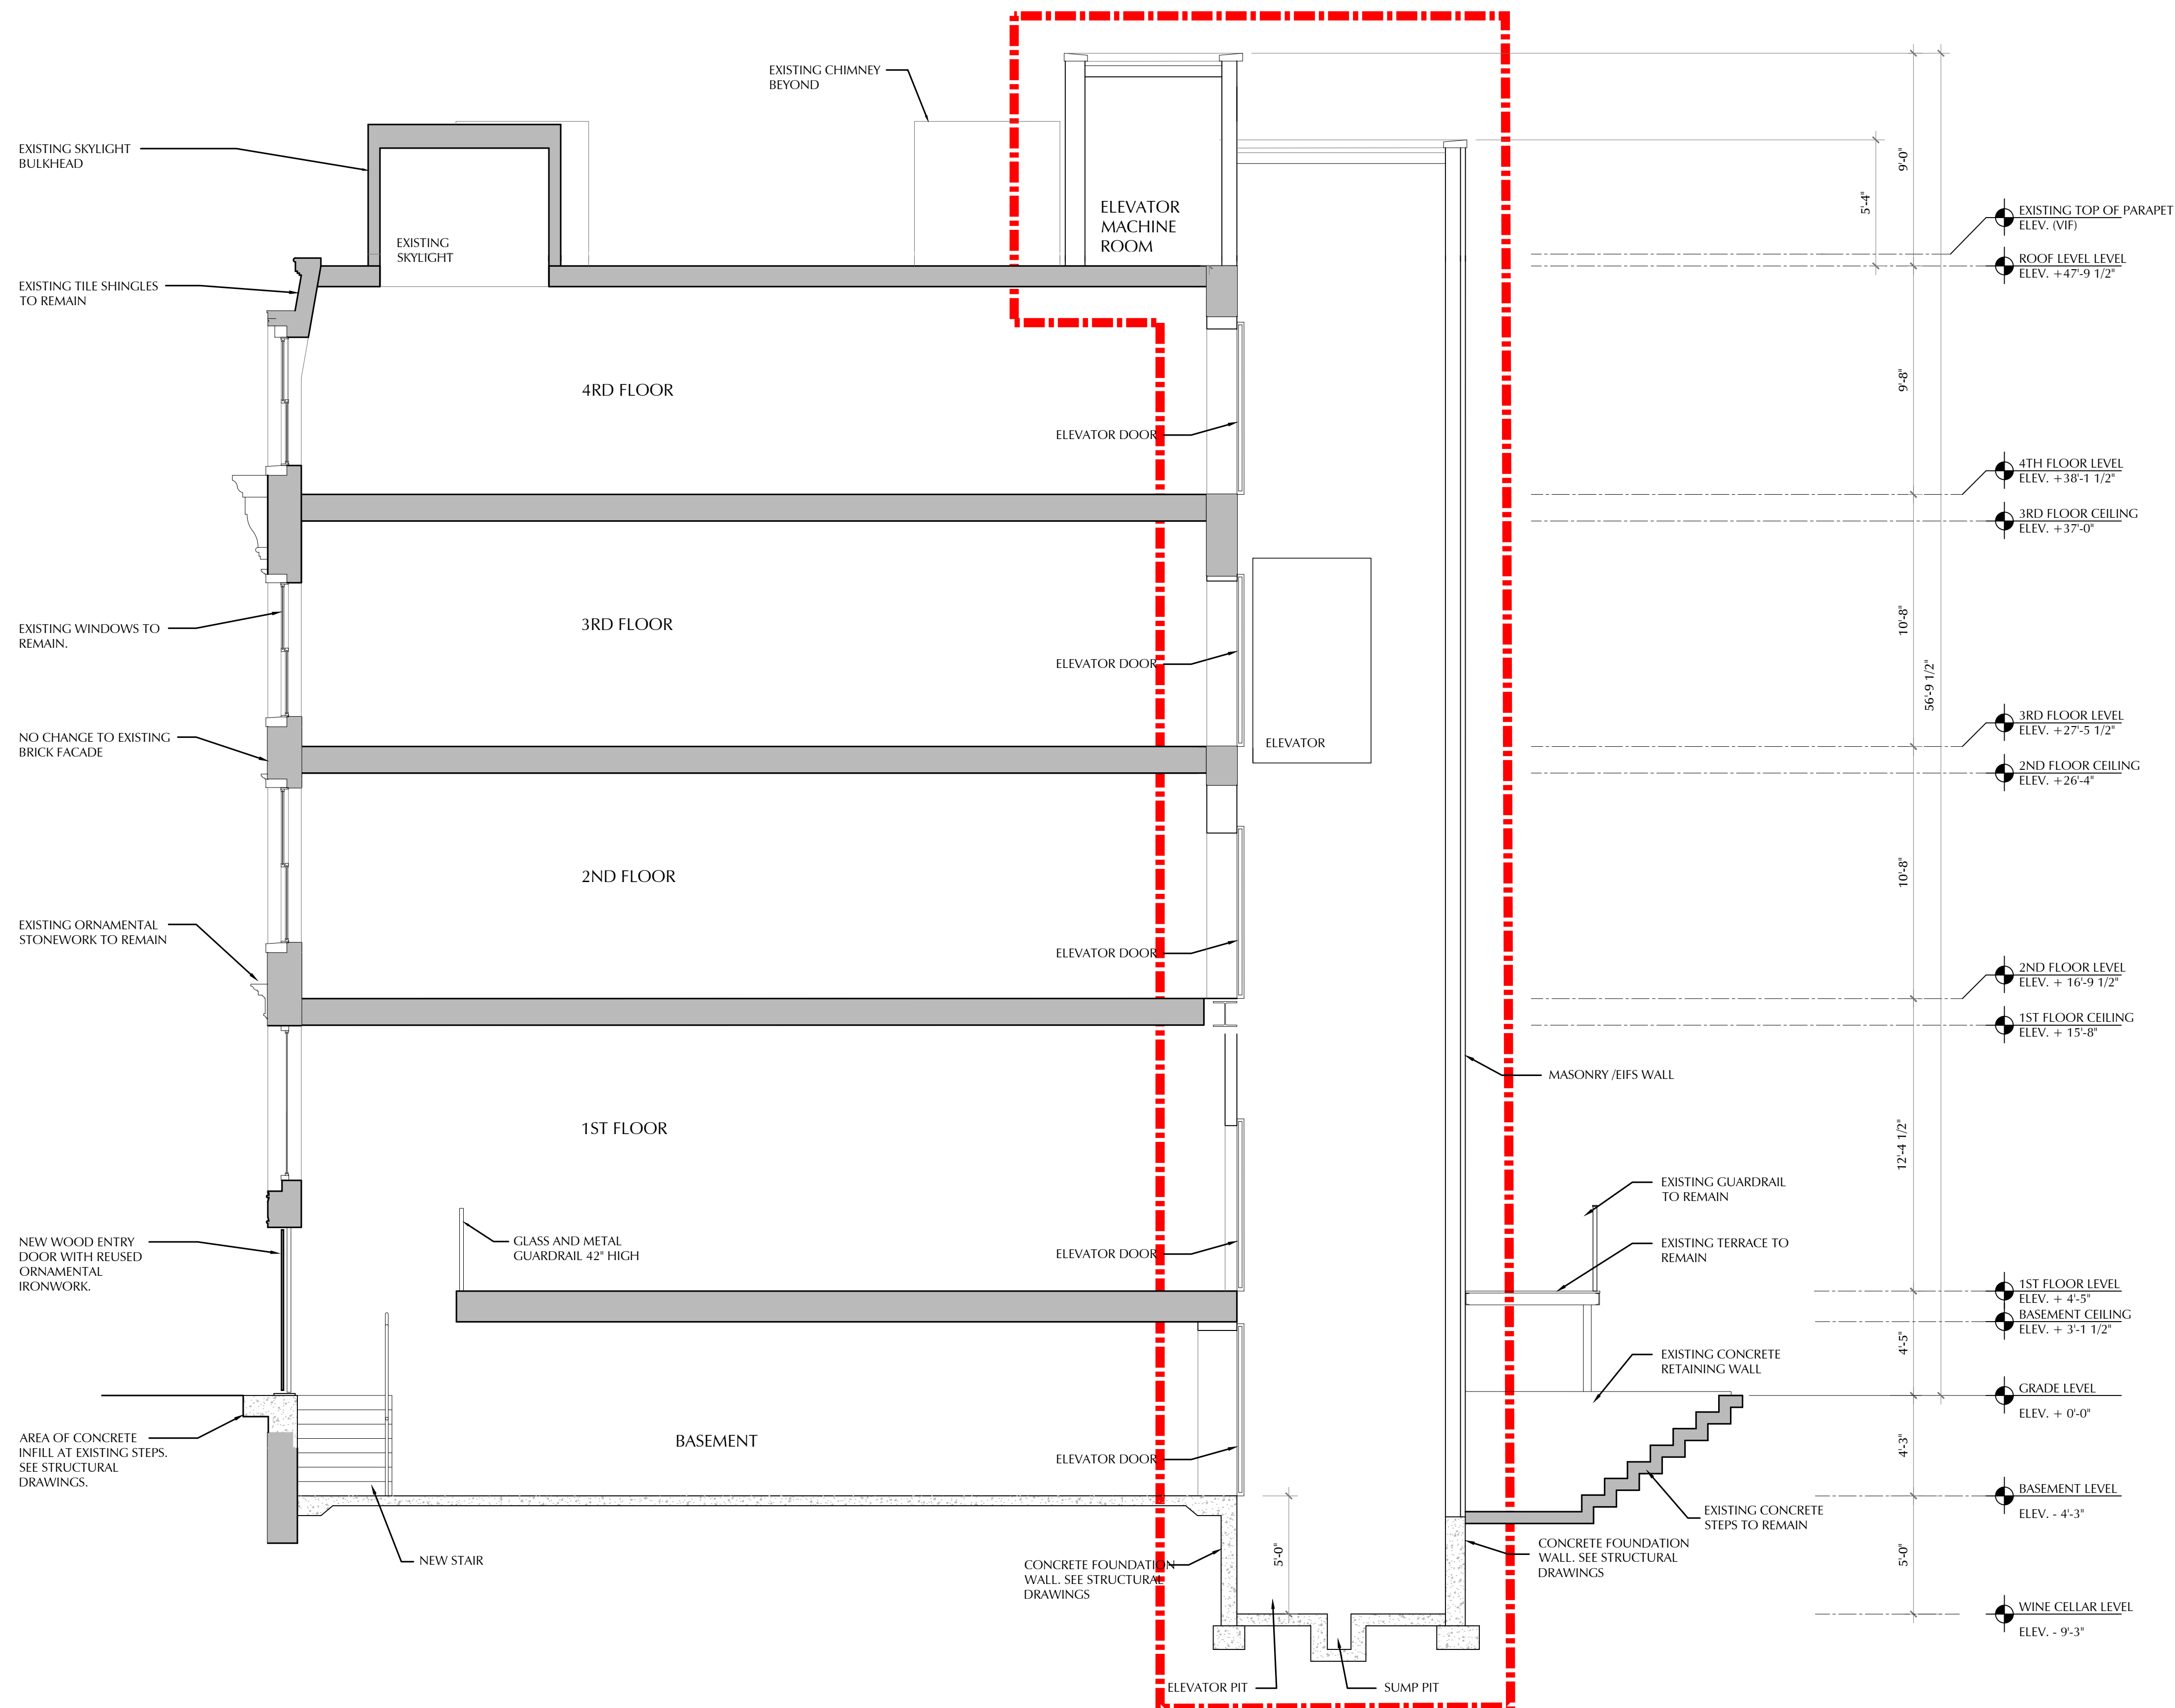 EXISTING CHIMNEY
BEYOND
EXISTING SKYLIGHT
BULKHEAD
EXISTING
SKYLIGHT
ELEVATOR
MACHINE
ROOM
EXISTING TILE SHINGLES
TO REMAIN
4RD FLOOR
ELEVATOR DOOR
3RD FLOOR
ELEVATOR DOOR
EXISTING WINDOWS TO
REMAIN.
ELEVATOR
NO CHANGE TO EXISTING
BRICK FACADE
2ND FLOOR
ELEVATOR DOOR
EXISTING ORNAMENTAL
STONEWORK TO REMAIN
MASONRY /EIFS WALL
1ST FLOOR
NEW WOOD ENTRY
DOOR WITH REUSED
ORNAMENTAL
IRONWORK.
GLASS AND METAL
GUARDRAIL 42" HIGH
ELEVATOR DOOR
EXISTING GUARDRAIL
TO REMAIN
EXISTING TERRACE TO
REMAIN
EXISTING CONCRETE
RETAINING WALL
AREA OF CONCRETE
INFILL AT EXISTING STEPS.
SEE STRUCTURAL
DRAWINGS.
BASEMENT
ELEVATOR DOOR
EXISTING CONCRETE
STEPS TO REMAIN
NEW STAIR
CONCRETE FOUNDATION
WALL. SEE STRUCTURAL
DRAWINGS
5'-0"
CONCRETE FOUNDATION
WALL. SEE STRUCTURAL
DRAWINGS
ELEVATOR PIT
SUMP PIT
5'-4"
9'-0"
9'-8"
10'-8"
56'-9 1/2"
10'-8"
12'-4 1/2"
4'-5"
4'-3"
5'-0"
EXISTING TOP OF PARAPET
ELEV. (VIF)
ROOF LEVEL LEVEL
ELEV. +47'-9 1/2"
4TH FLOOR LEVEL
ELEV. +38'-1 1/2"
3RD FLOOR CEILING
ELEV. +37'-0"
3RD FLOOR LEVEL
ELEV. +27'-5 1/2"
2ND FLOOR CEILING
ELEV. +26'-4"
2ND FLOOR LEVEL
ELEV. + 16'-9 1/2"
1ST FLOOR CEILING
ELEV. + 15'-8"
1ST FLOOR LEVEL
ELEV. + 4'-5"
BASEMENT CEILING
ELEV. + 3'-1 1/2"
GRADE LEVEL
ELEV. + 0'-0"
BASEMENT LEVEL
ELEV. - 4'-3"
WINE CELLAR LEVEL
ELEV. - 9'-3"